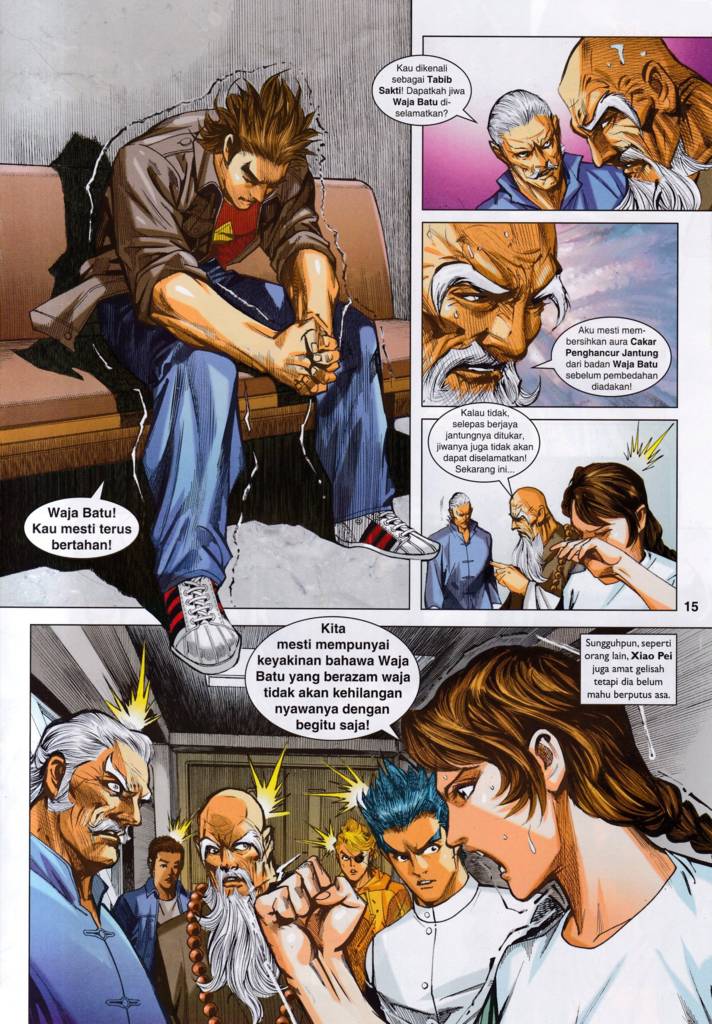 Waja Batu!
Kau mesti terus
bertahan!
Kau dikenali
sebagai Tabib
Sakti! Dapatkah jiwa
Waja Batu di-
selamatkan?
Aku mesti mem-
bersihkan aura Cakar
Penghancur Jantung
dari badan Waja Batu
sebelum pembedahan
diadakan!
Kalau tidak,
selepas berjaya
jantungnya ditukar,
jiwanya juga tidak akan
dapat diselamatkan!
Sekarang ini...
15
Kita
mesti mempunyai
keyakinan bahawa Waja
Batu yang berazam waja
tidak akan kehilangan
nyawanya dengan
begitu saja!
Sungguhpun, seperti
orang lain, Xiao Pei
juga amat gelisah
tetapi dia belum
mahu berputus asa.